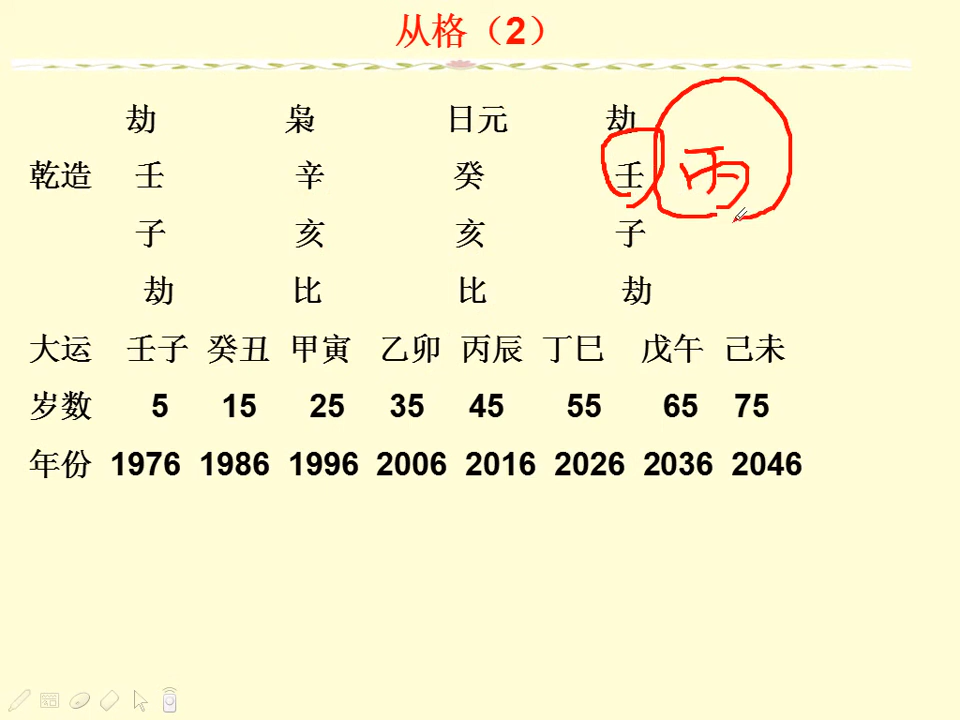 从格（2）
劫 枭 日元 劫
乾造 壬 辛 癸 壬 丙
子 亥 亥 子
劫 比 比 劫
大运 壬子 癸丑 甲寅 乙卯 丙辰 丁巳 戊午 己未
岁数 5 15 25 35 45 55 65 75
年份 1976 1986 1996 2006 2016 2026 2036 2046